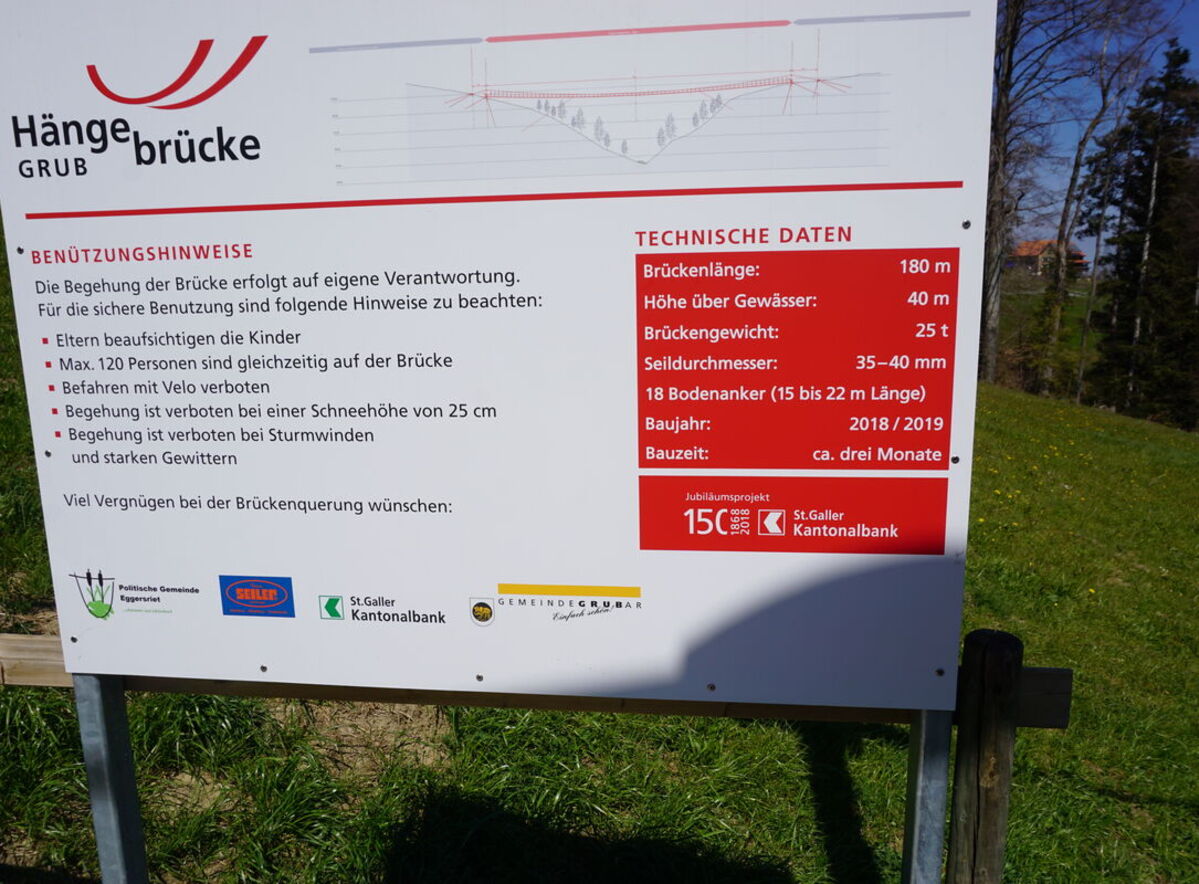 Hänge
brücke
GRUB
BENÜTZUNGSHINWEISE
Die Begehung der Brücke erfolgt auf eigene Verantwortung.
Für die sichere Benutzung sind folgende Hinweise zu beachten:
Eltern beaufsichtigen die Kinder
Max. 120 Personen sind gleichzeitig auf der Brücke
Befahren mit Velo verboten
Begehung ist verboten bei einer Schneehöhe von 25 cm
Begehung ist verboten bei Sturmwinden
und starken Gewittern
Viel Vergnügen bei der Brückenquerung wünschen:
TECHNISCHE DATEN
Brückenlänge: 180 m
Höhe über Gewässer: 40 m
Brückengewicht: 25 t
Seildurchmesser: 35–40 mm
18 Bodenanker (15 bis 22 m Länge)
Baujahr: 2018 / 2019
Bauzeit: ca. drei Monate
Jubiläumsprojekt
150 1868 2018
St.Galler
Kantonalbank
Politische Gemeinde
Eggersriet
SEILER
St.Galler
Kantonalbank
GEMEINDEGRUBAR
Einfach schön!